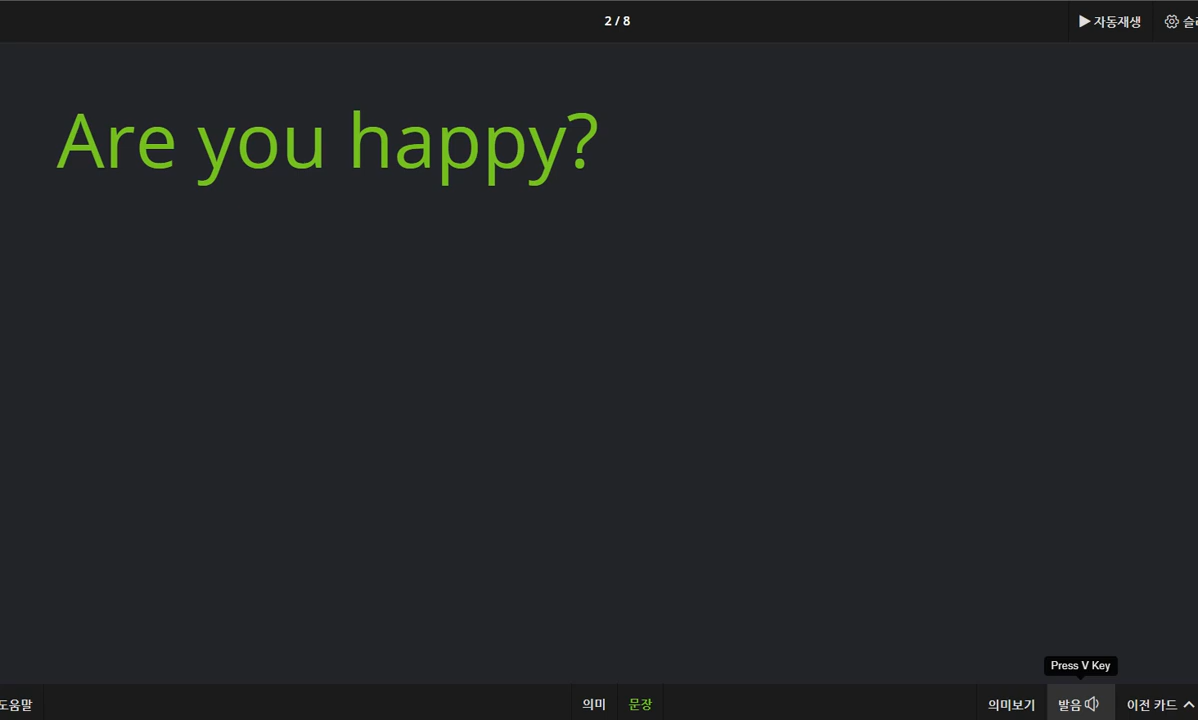 2 / 8
자동재생
Are you happy?
Press V Key
도움말
의미
문장
의미보기
발음
이전 카드